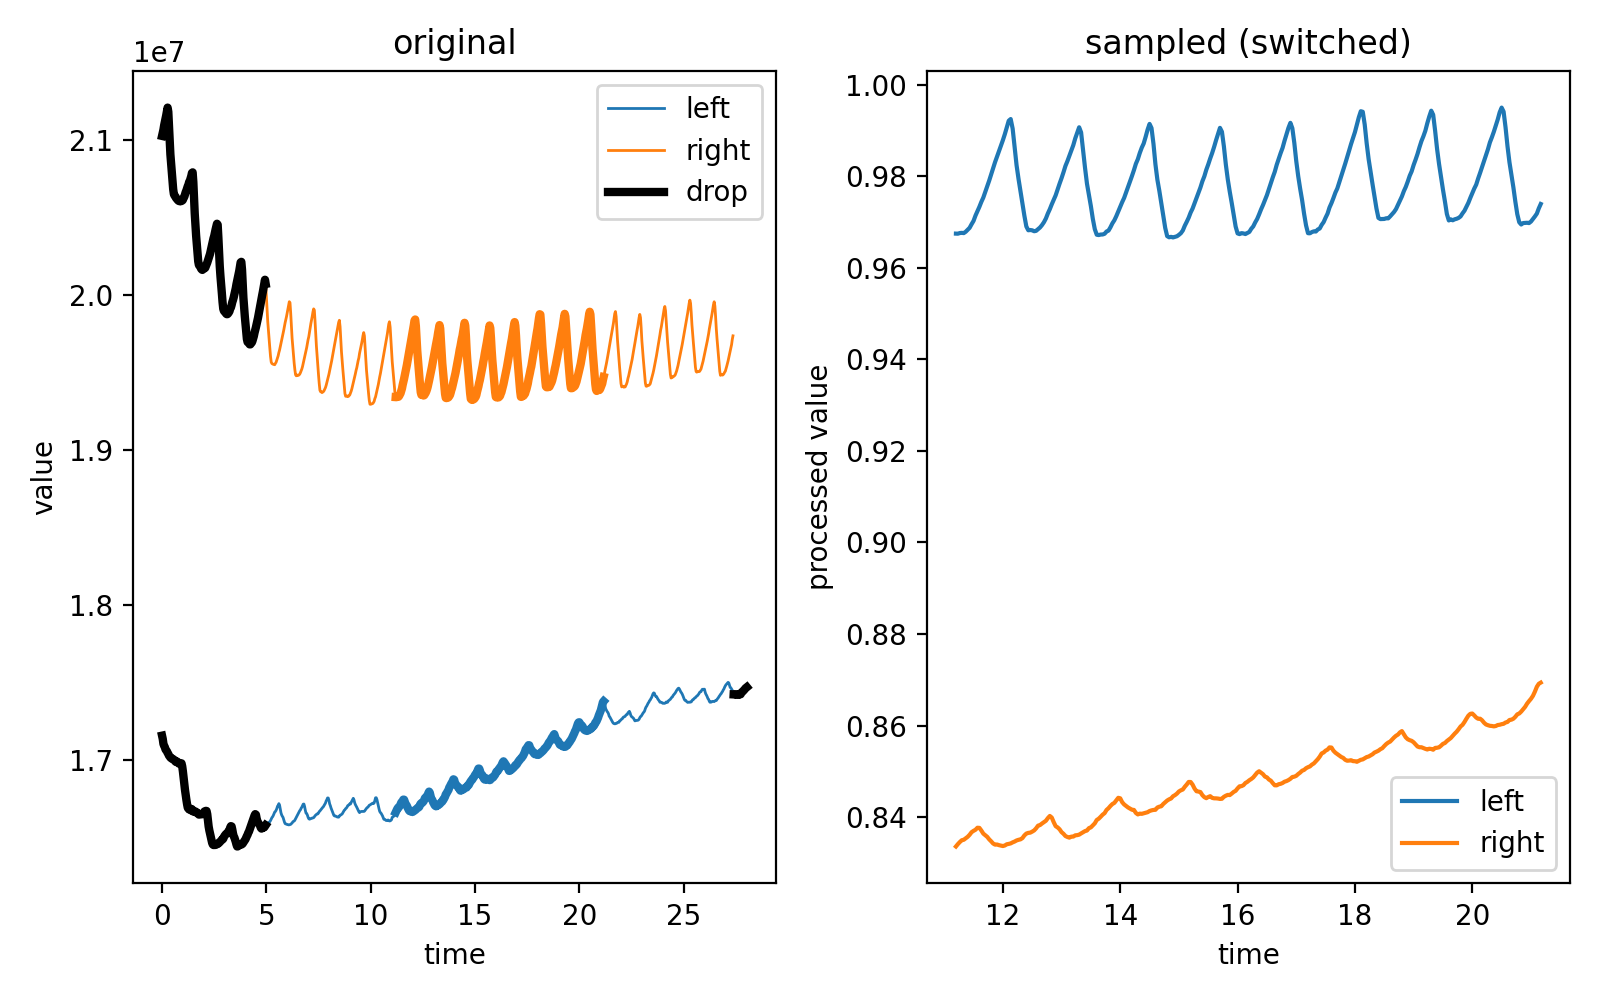 original
1e7
2.1
2.0
1.9
1.8
1.7
value
0
5
10
15
20
25
time
left
right
drop
sampled (switched)
1.00
0.98
0.96
0.94
0.92
0.90
0.88
0.86
0.84
processed value
12
14
16
18
20
time
left
right